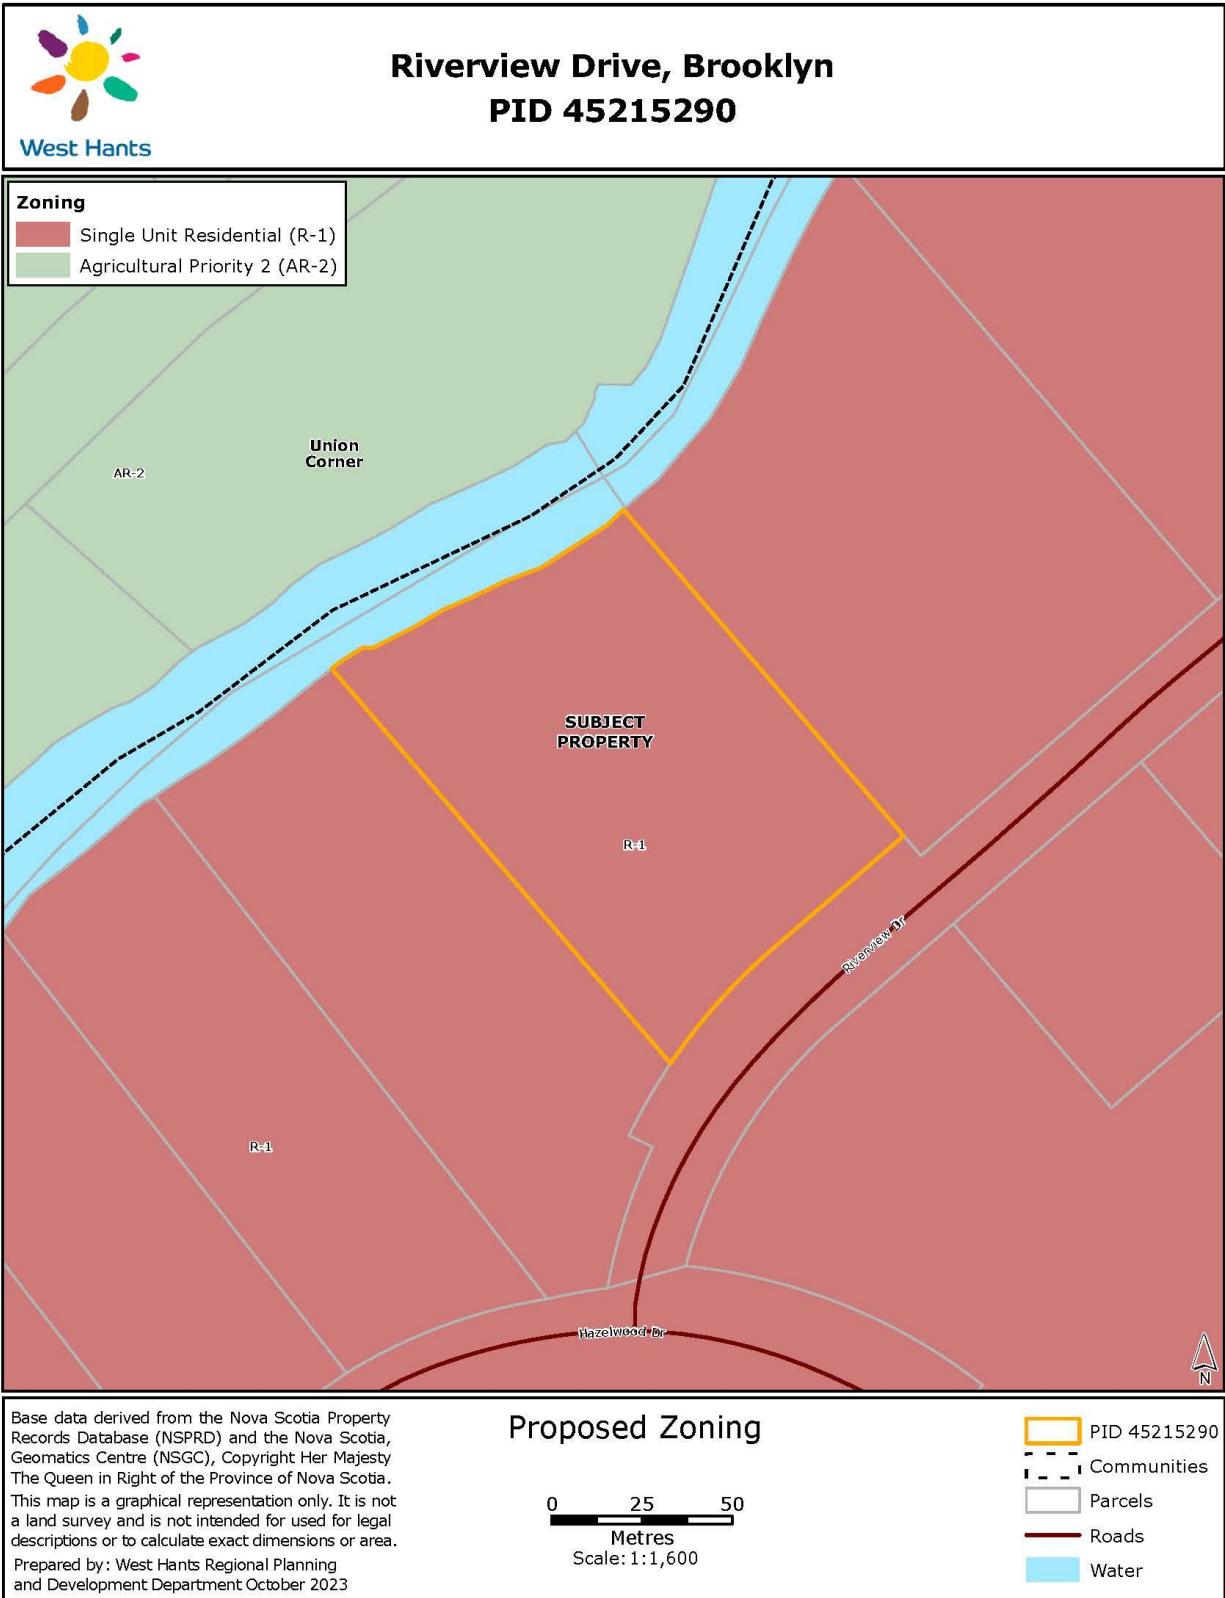 West Hants
Riverview Drive, Brooklyn
PID 45215290
Zoning
Single Unit Residential (R-1)
Agricultural Priority 2 (AR-2)
Union
Corner
AR-2
SUBJECT
PROPERTY
R-1
Riverview Dr
R-1
Hazelwood Dr
N
Base data derived from the Nova Scotia Property
Records Database (NSPRD) and the Nova Scotia,
Geomatics Centre (NSGC), Copyright Her Majesty
The Queen in Right of the Province of Nova Scotia.
This map is a graphical representation only. It is not
a land survey and is not intended for used for legal
descriptions or to calculate exact dimensions or area.
Prepared by: West Hants Regional Planning
and Development Department October 2023
Proposed Zoning
0 25 50
Metres
Scale: 1:1,600
PID 45215290
Communities
Parcels
Roads
Water